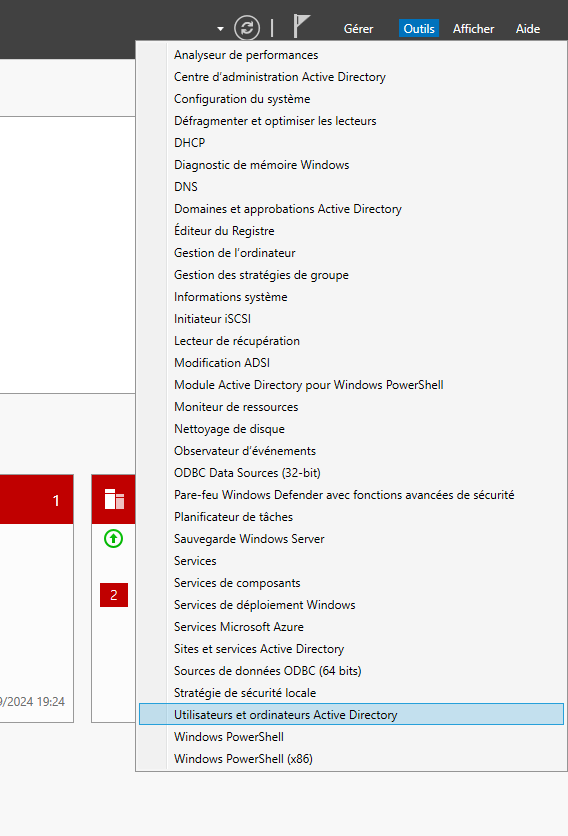 Gérer Outils Afficher Aide
Analyseur de performances
Centre d'administration Active Directory
Configuration du système
Défragmenter et optimiser les lecteurs
DHCP
Diagnostic de mémoire Windows
DNS
Domaines et approbations Active Directory
Éditeur du Registre
Gestion de l'ordinateur
Gestion des stratégies de groupe
Informations système
Initiateur iSCSI
Lecteur de récupération
Modification ADSI
Module Active Directory pour Windows PowerShell
Moniteur de ressources
Nettoyage de disque
Observateur d'événements
ODBC Data Sources (32-bit)
Pare-feu Windows Defender avec fonctions avancées de sécurité
Planificateur de tâches
Sauvegarde Windows Server
Services
Services de composants
Services de déploiement Windows
Services Microsoft Azure
Sites et services Active Directory
Sources de données ODBC (64 bits)
Stratégie de sécurité locale
Utilisateurs et ordinateurs Active Directory
Windows PowerShell
Windows PowerShell (x86)
1
2
9/2024 19:24